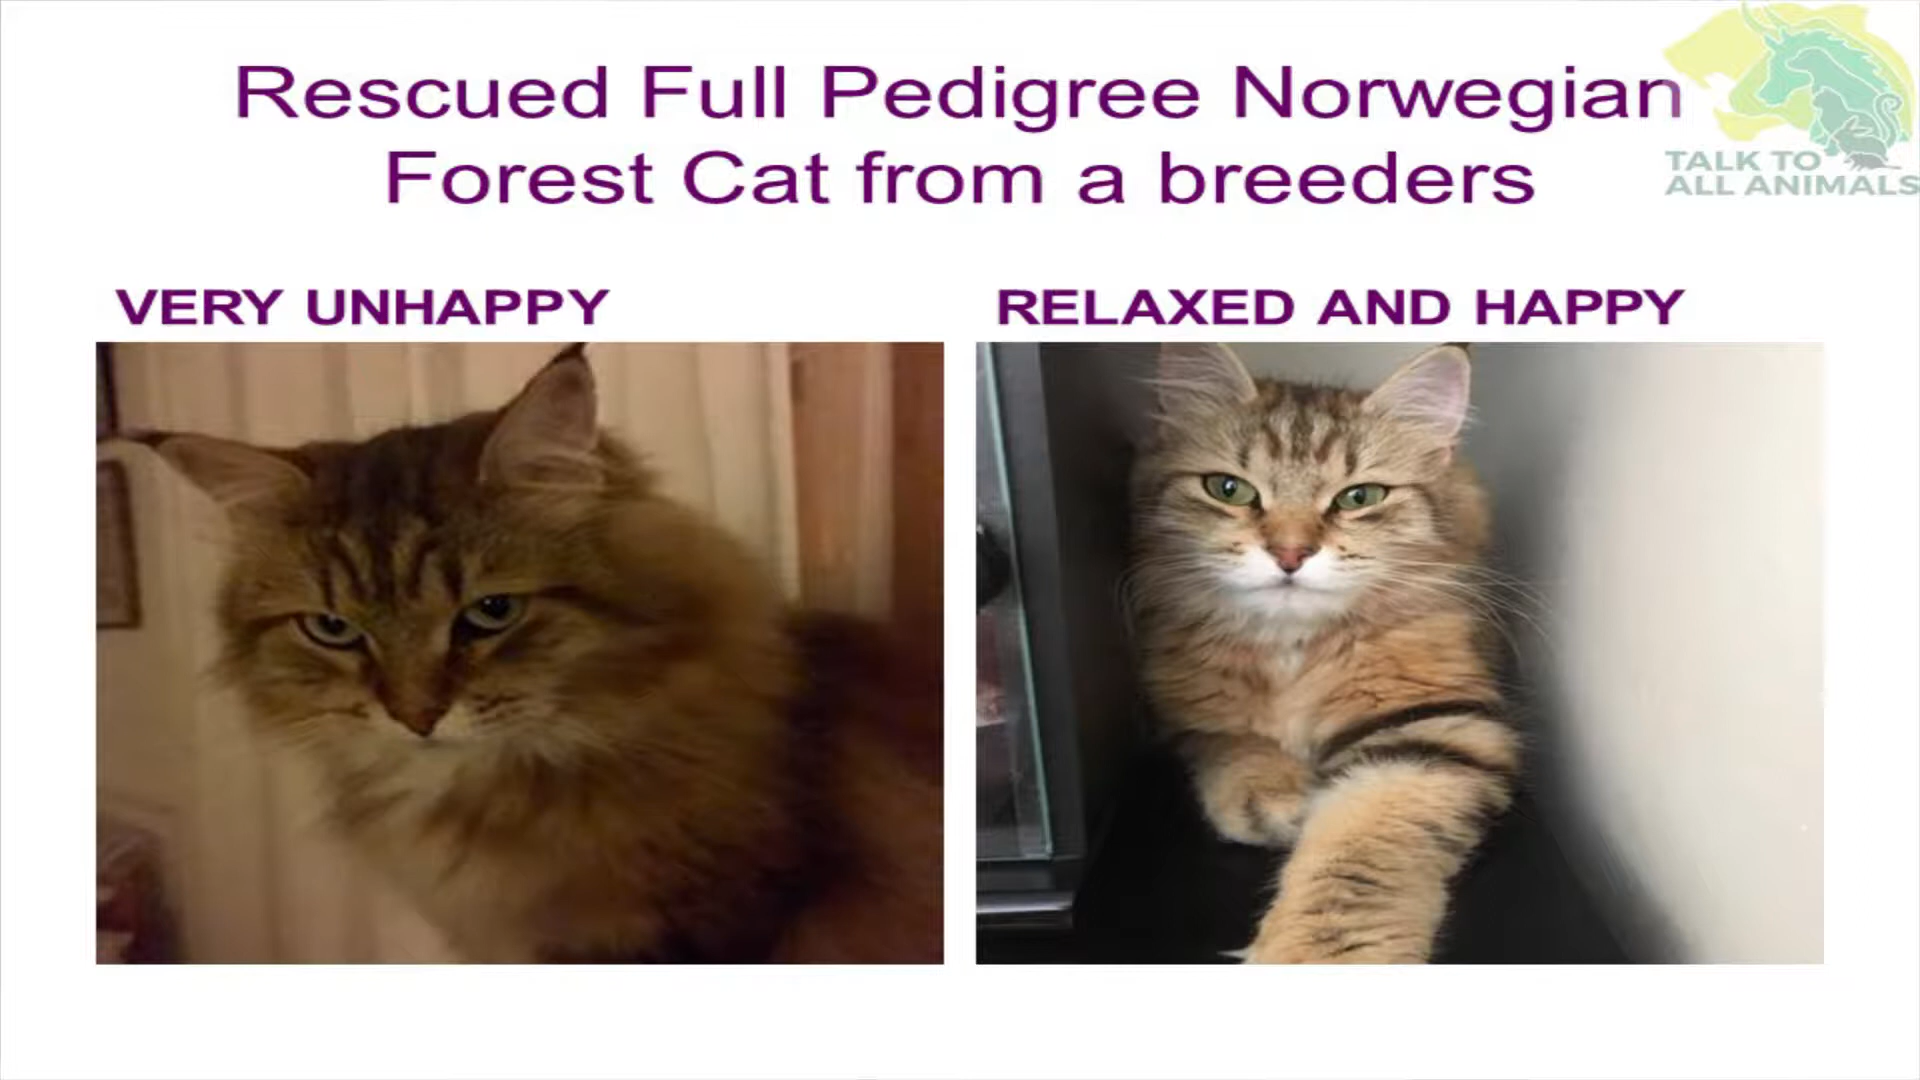 Rescued Full Pedigree Norwegian
Forest Cat from a breeders
TALK TO
ALL ANIMALS
VERY UNHAPPY
RELAXED AND HAPPY